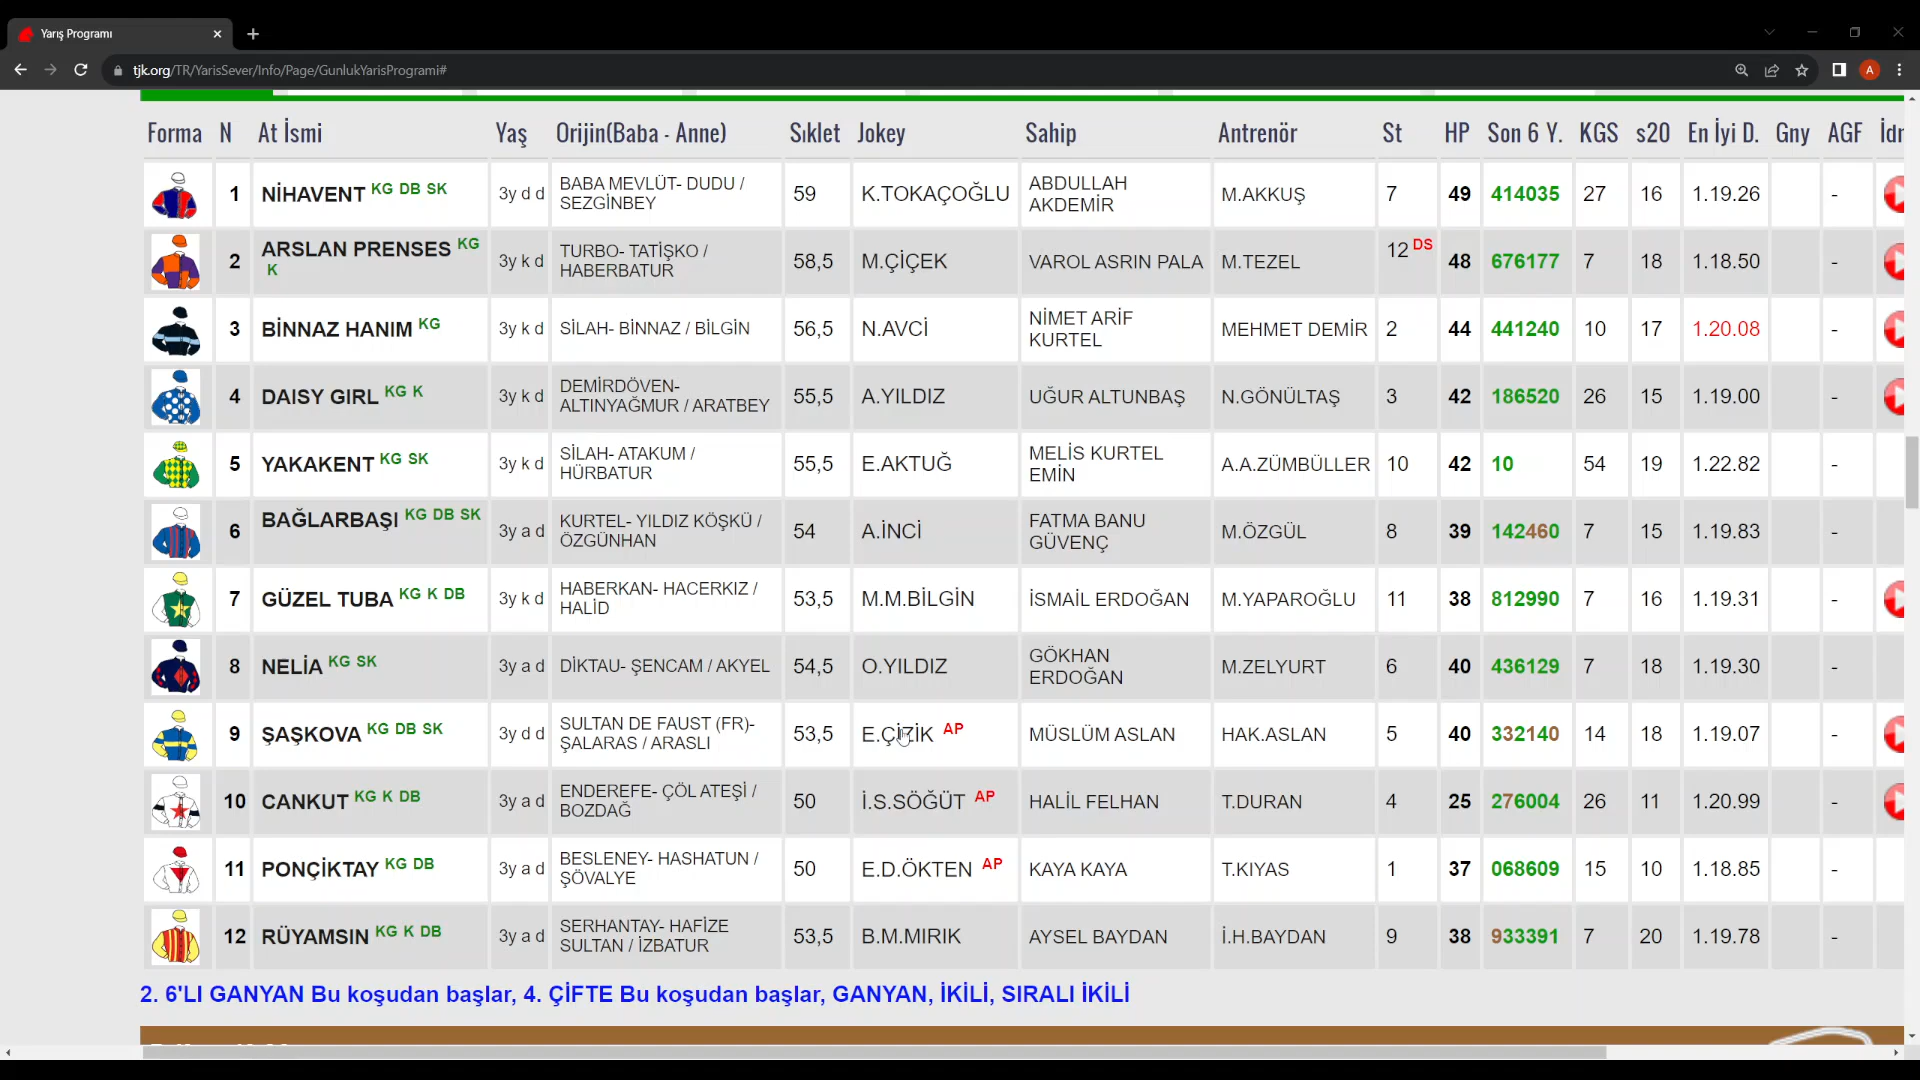 Yarış Programı
tjk.org/TR/YarisSever/Info/Page/GunlukYarisProgrami#
A
Forma N At İsmi Yaş Orijin(Baba - Anne) Sıklet Jokey Sahip Antrenör St HP Son 6 Y. KGS s20 En İyi D. Gny AGF İdr
1 NİHAVENT KG DB SK 3y d d BABA MEVLÜT- DUDU / SEZGİNBEY 59 K.TOKAÇOĞLU ABDULLAH AKDEMİR M.AKKUŞ 7 49 414035 27 16 1.19.26 -
2 ARSLAN PRENSES KG K 3y k d TURBO- TATİŞKO / HABERBATUR 58,5 M.ÇİÇEK VAROL ASRIN PALA M.TEZEL 12 DS 48 676177 7 18 1.18.50 -
3 BİNNAZ HANIM KG 3y k d SİLAH- BİNNAZ / BİLGİN 56,5 N.AVCİ NİMET ARİF KURTEL MEHMET DEMİR 2 44 441240 10 17 1.20.08 -
4 DAISY GIRL KG K 3y k d DEMİRDÖVEN- ALTINYAĞMUR / ARATBEY 55,5 A.YILDIZ UĞUR ALTUNBAŞ N.GÖNÜLTAŞ 3 42 186520 26 15 1.19.00 -
5 YAKAKENT KG SK 3y k d SİLAH- ATAKUM / HÜRBATUR 55,5 E.AKTUĞ MELİS KURTEL EMİN A.A.ZÜMBÜLLER 10 42 10 54 19 1.22.82 -
6 BAĞLARBAŞI KG DB SK 3y a d KURTEL- YILDIZ KÖŞKÜ / ÖZGÜNHAN 54 A.İNCİ FATMA BANU GÜVENÇ M.ÖZGÜL 8 39 142460 7 15 1.19.83 -
7 GÜZEL TUBA KG K DB 3y k d HABERKAN- HACERKIZ / HALİD 53,5 M.M.BİLGİN İSMAİL ERDOĞAN M.YAPAROĞLU 11 38 812990 7 16 1.19.31 -
8 NELİA KG SK 3y a d DİKTAU- ŞENCAM / AKYEL 54,5 O.YILDIZ GÖKHAN ERDOĞAN M.ZELYURT 6 40 436129 7 18 1.19.30 -
9 ŞAŞKOVA KG DB SK 3y d d SULTAN DE FAUST (FR)- ŞALARAS / ARASLI 53,5 E.ÇİZİK AP MÜSLÜM ASLAN HAK.ASLAN 5 40 332140 14 18 1.19.07 -
10 CANKUT KG K DB 3y a d ENDEREFE- ÇÖL ATEŞİ / BOZDAĞ 50 İ.S.SÖĞÜT AP HALİL FELHAN T.DURAN 4 25 276004 26 11 1.20.99 -
11 PONÇİKTAY KG DB 3y a d BESLENEY- HASHATUN / ŞÖVALYE 50 E.D.ÖKTEN AP KAYA KAYA T.KIYAS 1 37 068609 15 10 1.18.85 -
12 RÜYAMSIN KG K DB 3y a d SERHANTAY- HAFİZE SULTAN / İZBATUR 53,5 B.M.MIRIK AYSEL BAYDAN İ.H.BAYDAN 9 38 933391 7 20 1.19.78 -
2. 6'LI GANYAN Bu koşudan başlar, 4. ÇİFTE Bu koşudan başlar, GANYAN, İKİLİ, SIRALI İKİLİ